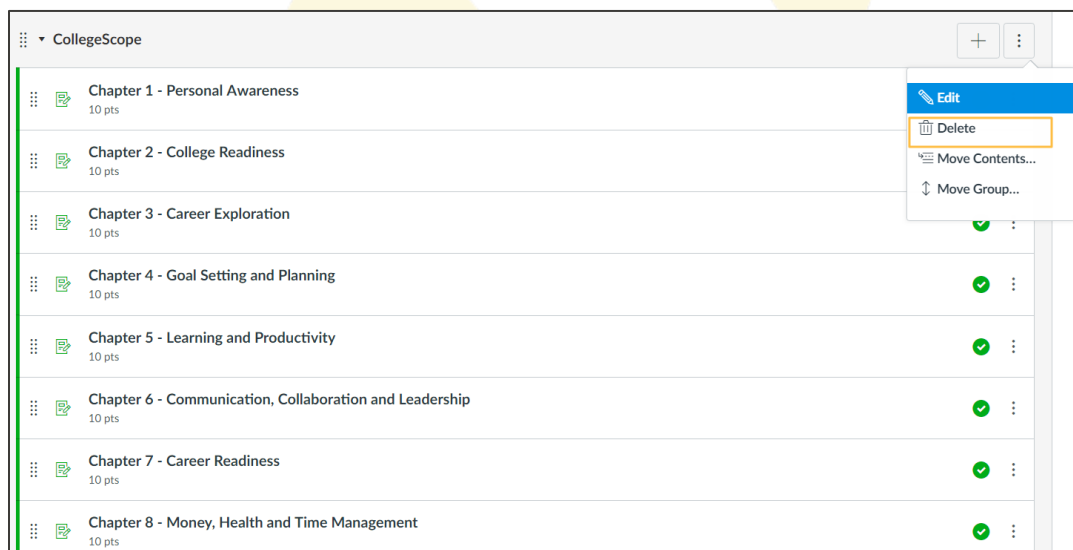 CollegeScope
Edit
Delete
Move Contents...
Move Group...
Chapter 1 - Personal Awareness
10 pts
Chapter 2 - College Readiness
10 pts
Chapter 3 - Career Exploration
10 pts
Chapter 4 - Goal Setting and Planning
10 pts
Chapter 5 - Learning and Productivity
10 pts
Chapter 6 - Communication, Collaboration and Leadership
10 pts
Chapter 7 - Career Readiness
10 pts
Chapter 8 - Money, Health and Time Management
10 pts